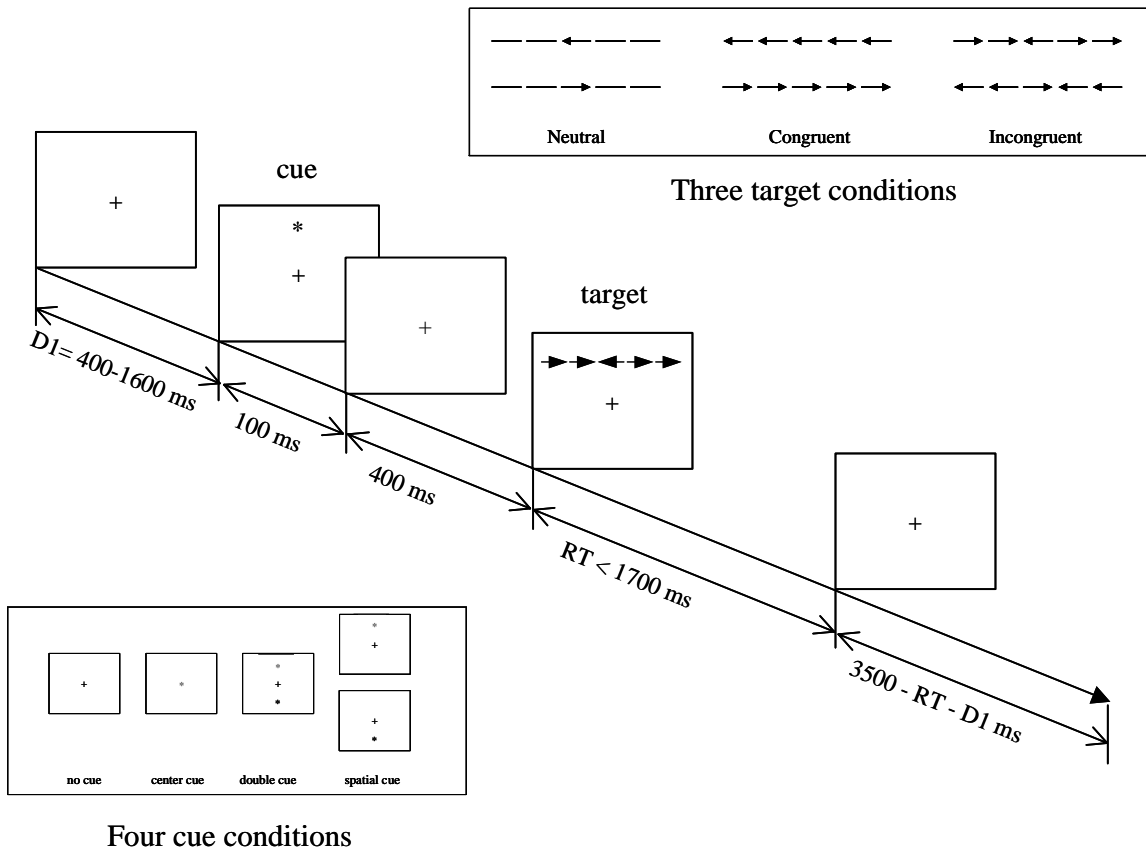 Neutral
Congruent
Incongruent
Three target conditions
+
cue
*
+
+
target
+
D1= 400-1600 ms
100 ms
400 ms
RT < 1700 ms
+
3500 - RT - D1 ms
+
*
*
+
*
*
+
+
*
no cue
center cue
double cue
spatial cue
Four cue conditions